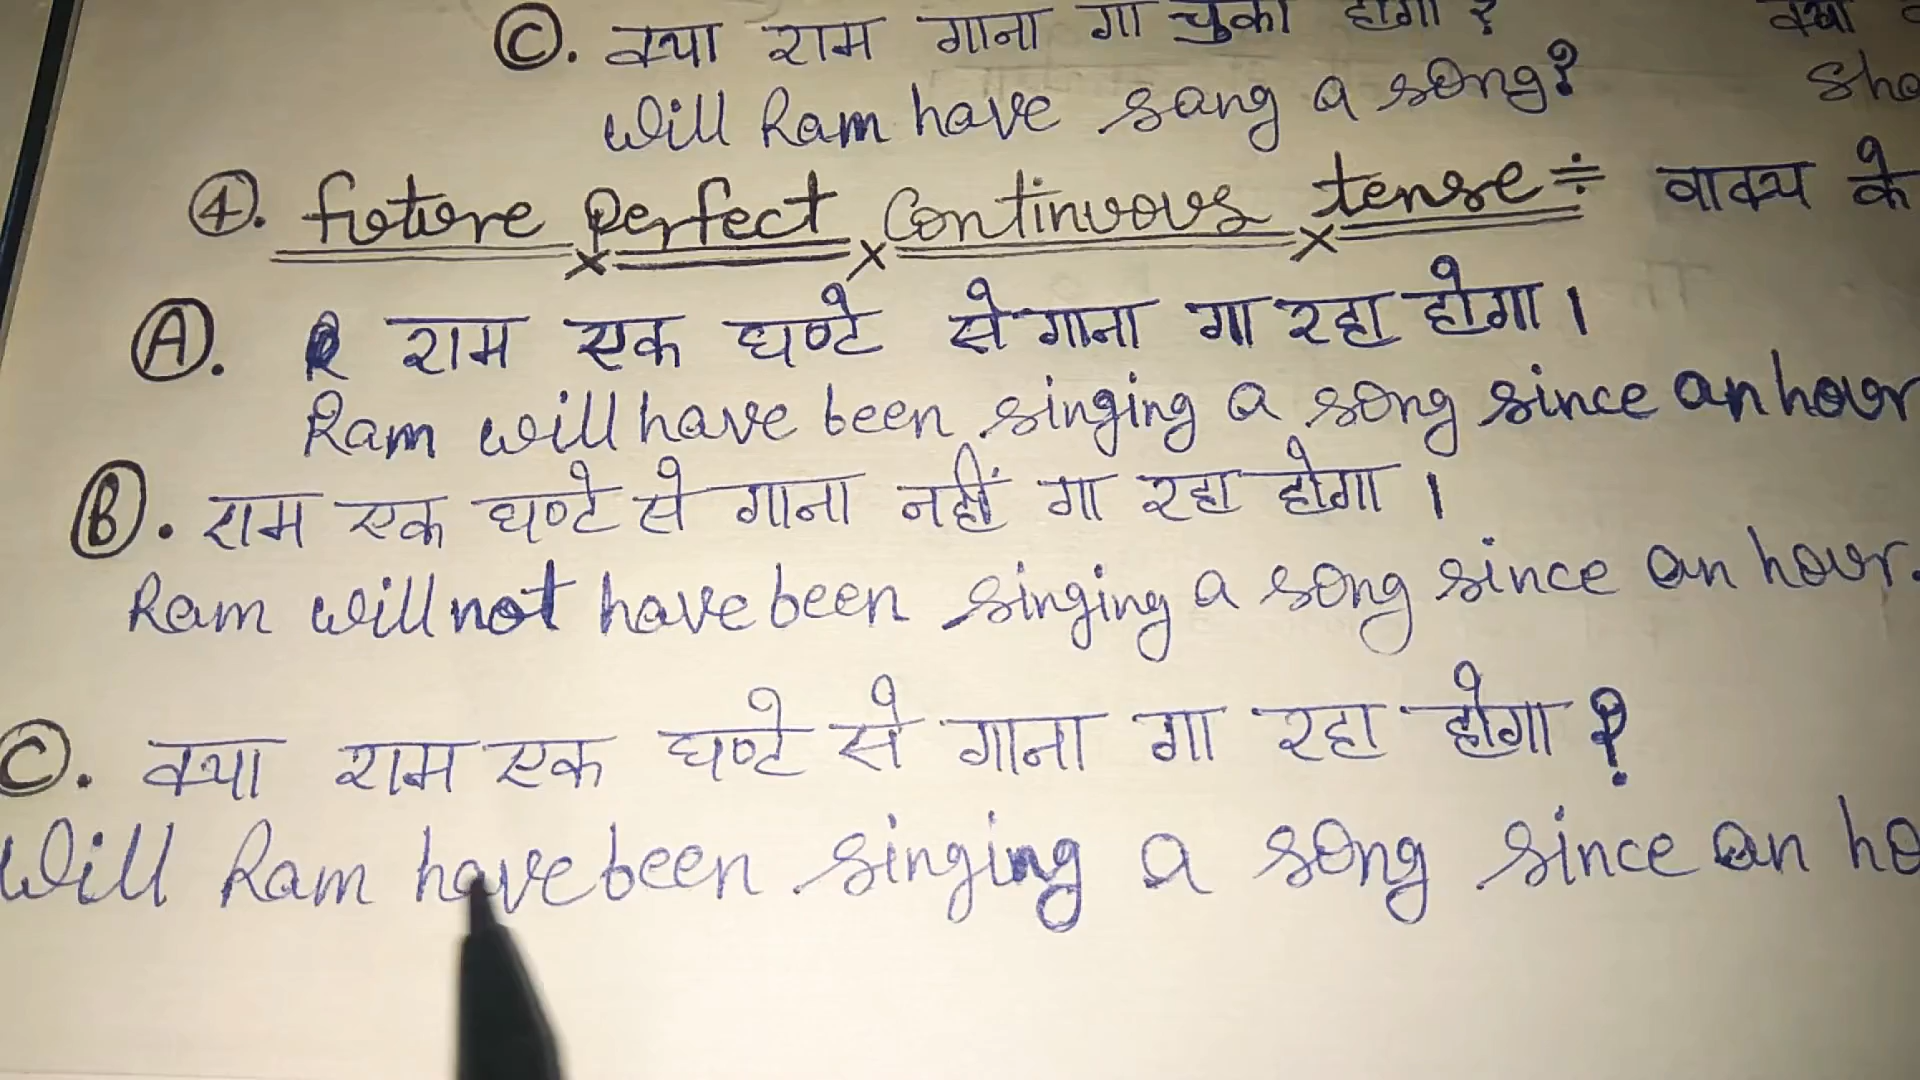 C. क्या राम गाना गा चुका होगा ? क्या
Will Ram have sang a song? Sha
4. future Perfect Continuous tense ÷ वाक्य के
A. राम एक घण्टे से गाना गा रहा होगा ।
Ram will have been singing a song since an hour
B. राम एक घण्टे से गाना नहीं गा रहा होगा ।
Ram will not have been singing a song since an hour.
C. क्या राम एक घण्टे से गाना गा रहा होगा ?
Will Ram have been singing a song since an ho